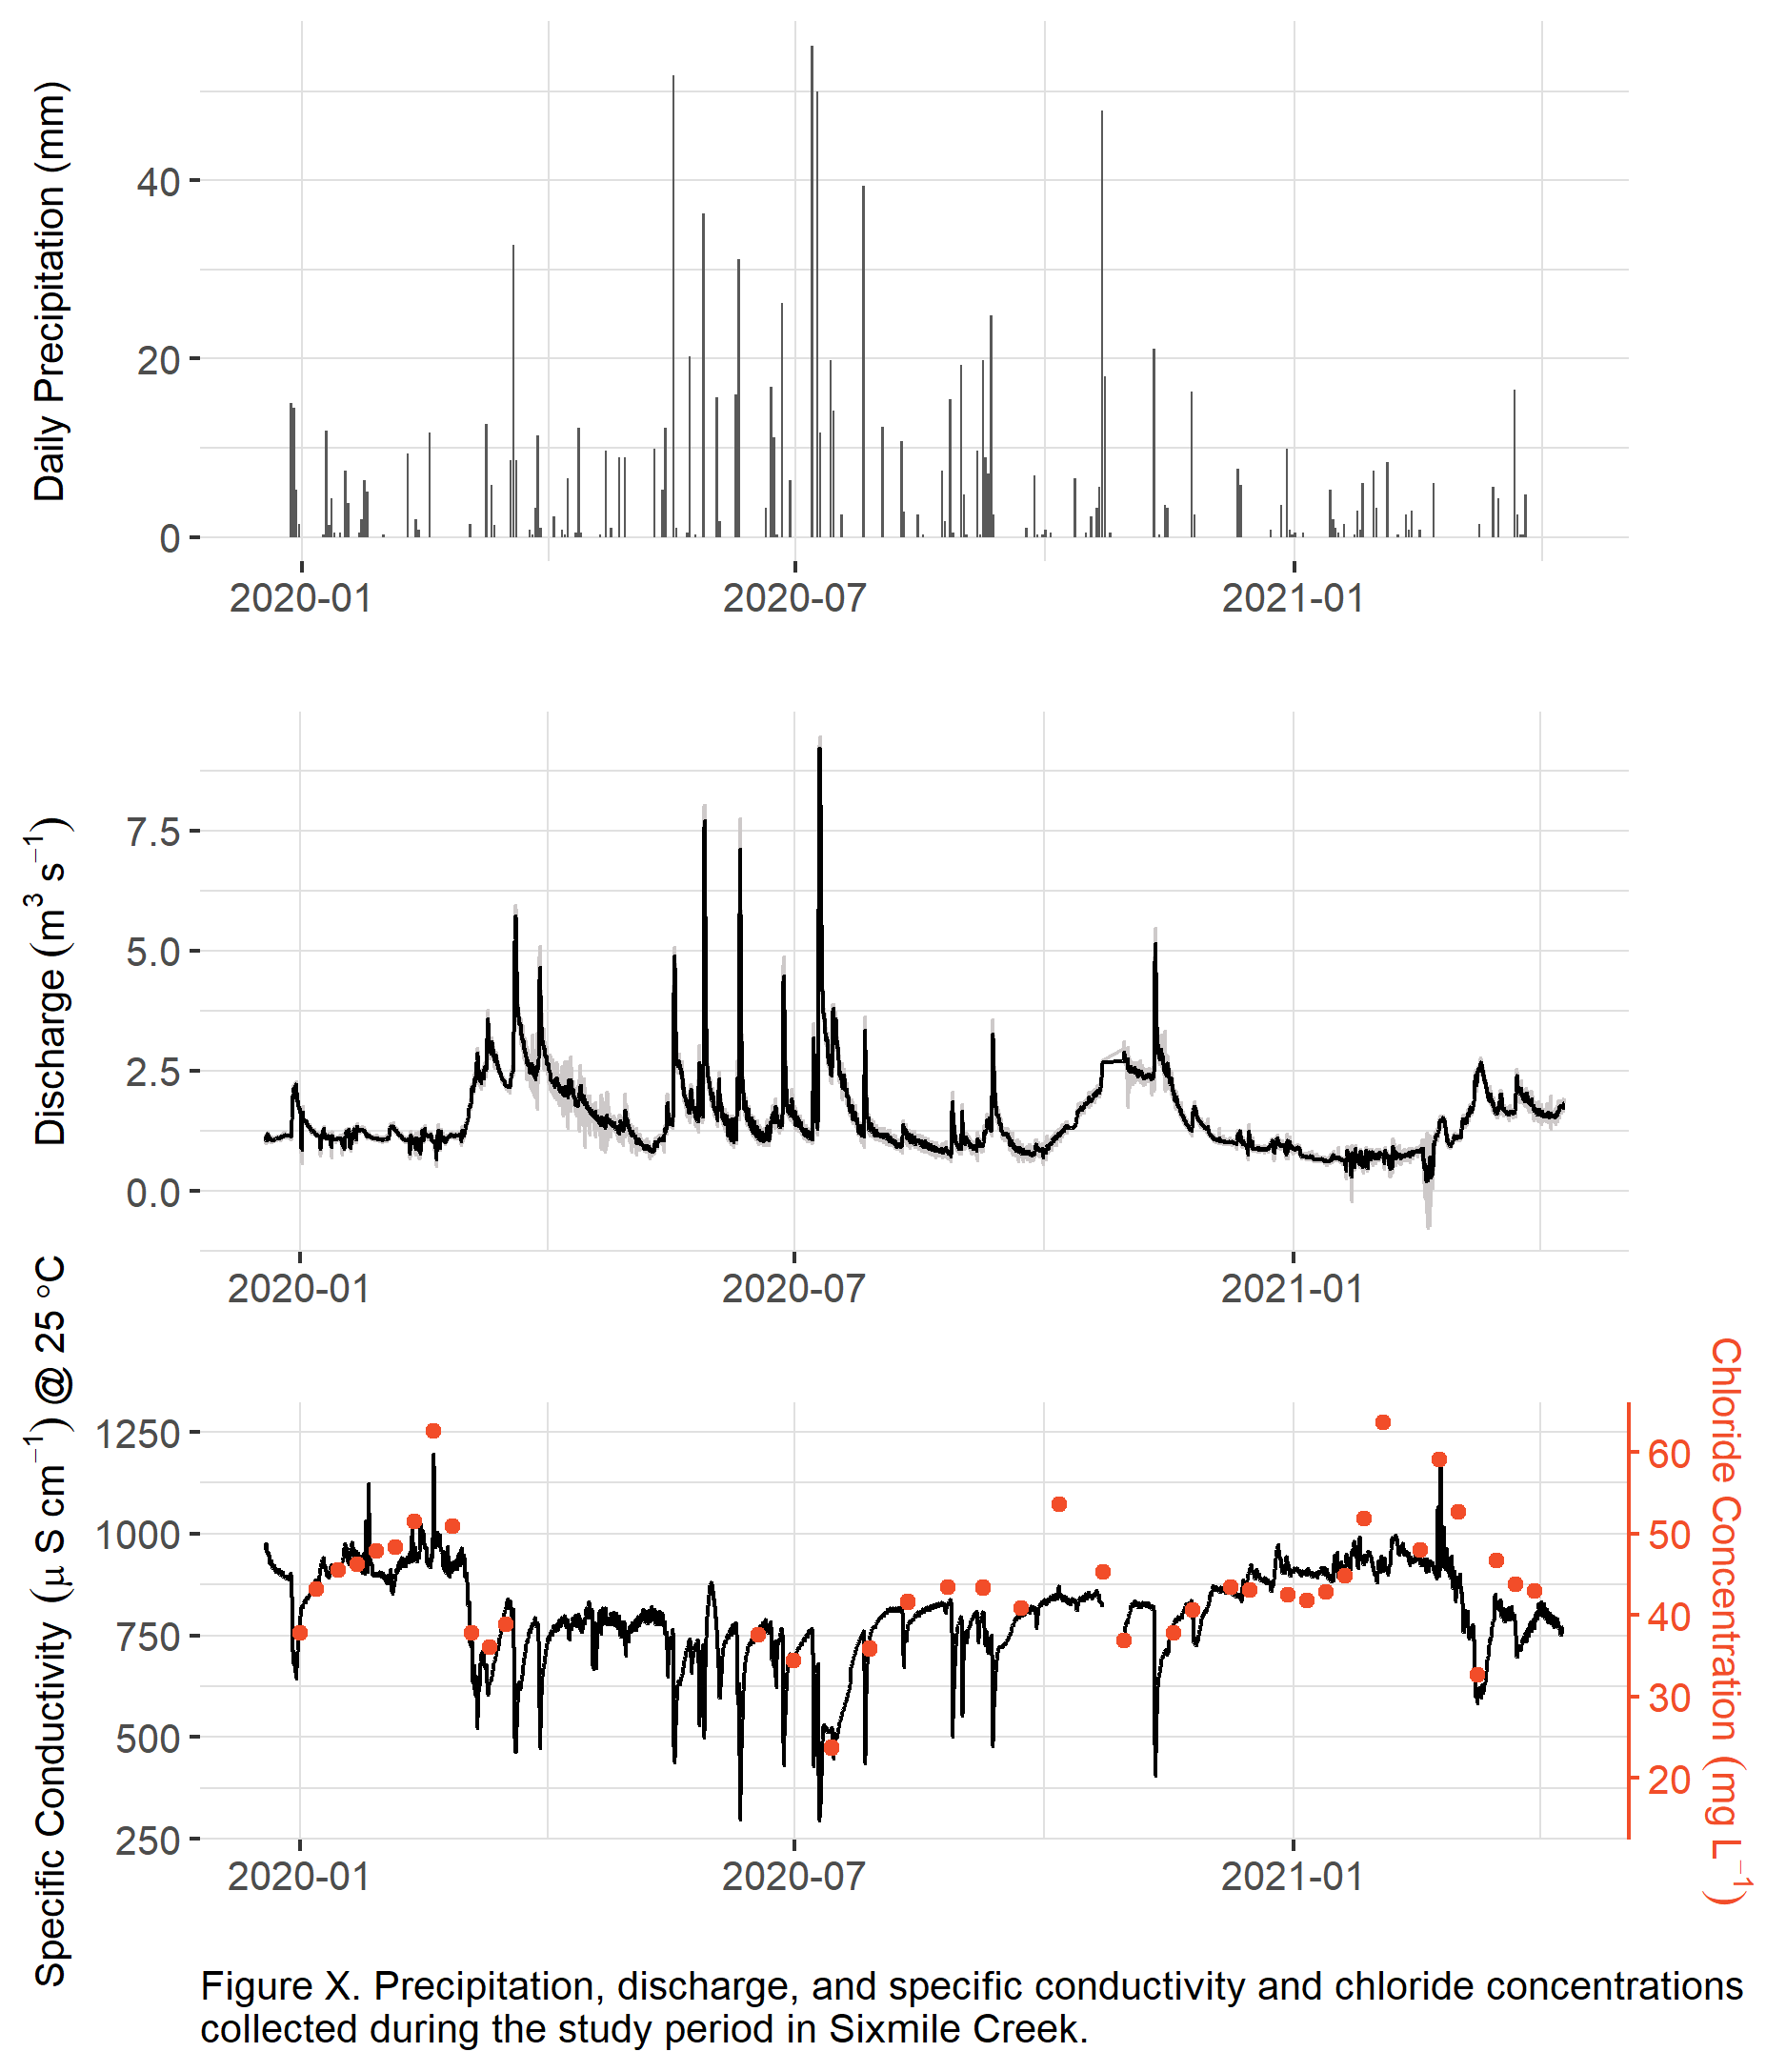 Daily Precipitation (mm)
40
20
0
2020-01 2020-07 2021-01
Discharge (m³ s⁻¹)
7.5
5.0
2.5
0.0
2020-01 2020-07 2021-01
Specific Conductivity (μ S cm⁻¹) @ 25 °C
1250
1000
750
500
250
2020-01 2020-07 2021-01
60
50
40
30
20
Chloride Concentration (mg L⁻¹)
Figure X. Precipitation, discharge, and specific conductivity and chloride concentrations
collected during the study period in Sixmile Creek.